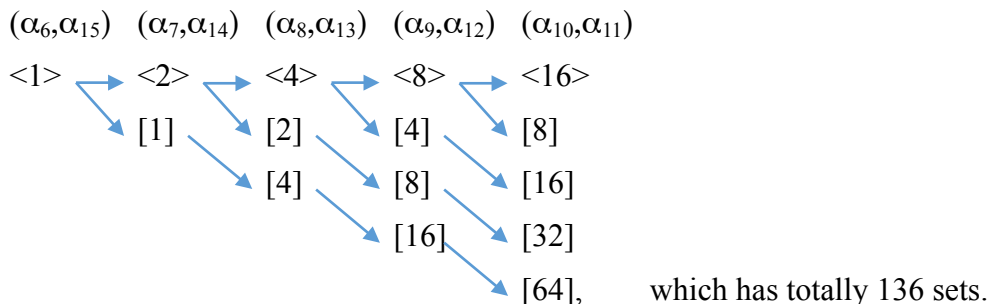 (α₆,α₁₅) (α₇,α₁₄) (α₈,α₁₃) (α₉,α₁₂) (α₁₀,α₁₁)
<1> <2> <4> <8> <16>
[1] [2] [4] [8]
[4] [8] [16]
[16] [32]
[64], which has totally 136 sets.